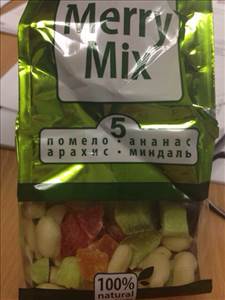 Merry
Mix
5
помело • ананас
арахис • миндаль
100%
natural